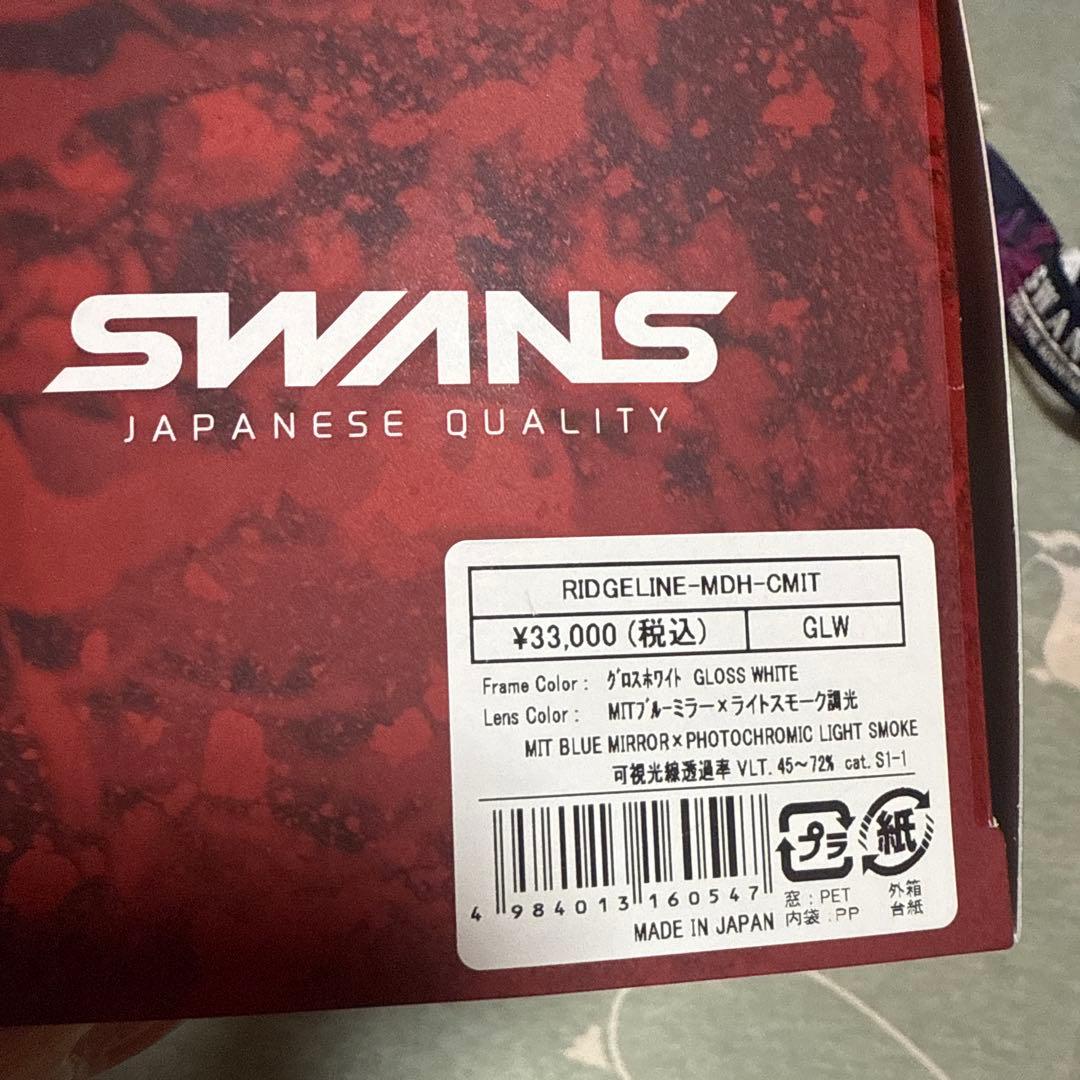 SWANS
JAPANESE QUALITY
RIDGELINE-MDH-CMIT
¥33,000(税込) GLW
Frame Color: グロスホワイト GLOSS WHITE
Lens Color: MITブルーミラー×ライトスモーク調光
MIT BLUE MIRROR×PHOTOCHROMIC LIGHT SMOKE
可視光線透過率 VLT. 45~72% cat. S1-1
4 984013 160547
MADE IN JAPAN
プラ
窓:PET
内袋:PP
紙
外箱
台紙
SWANS